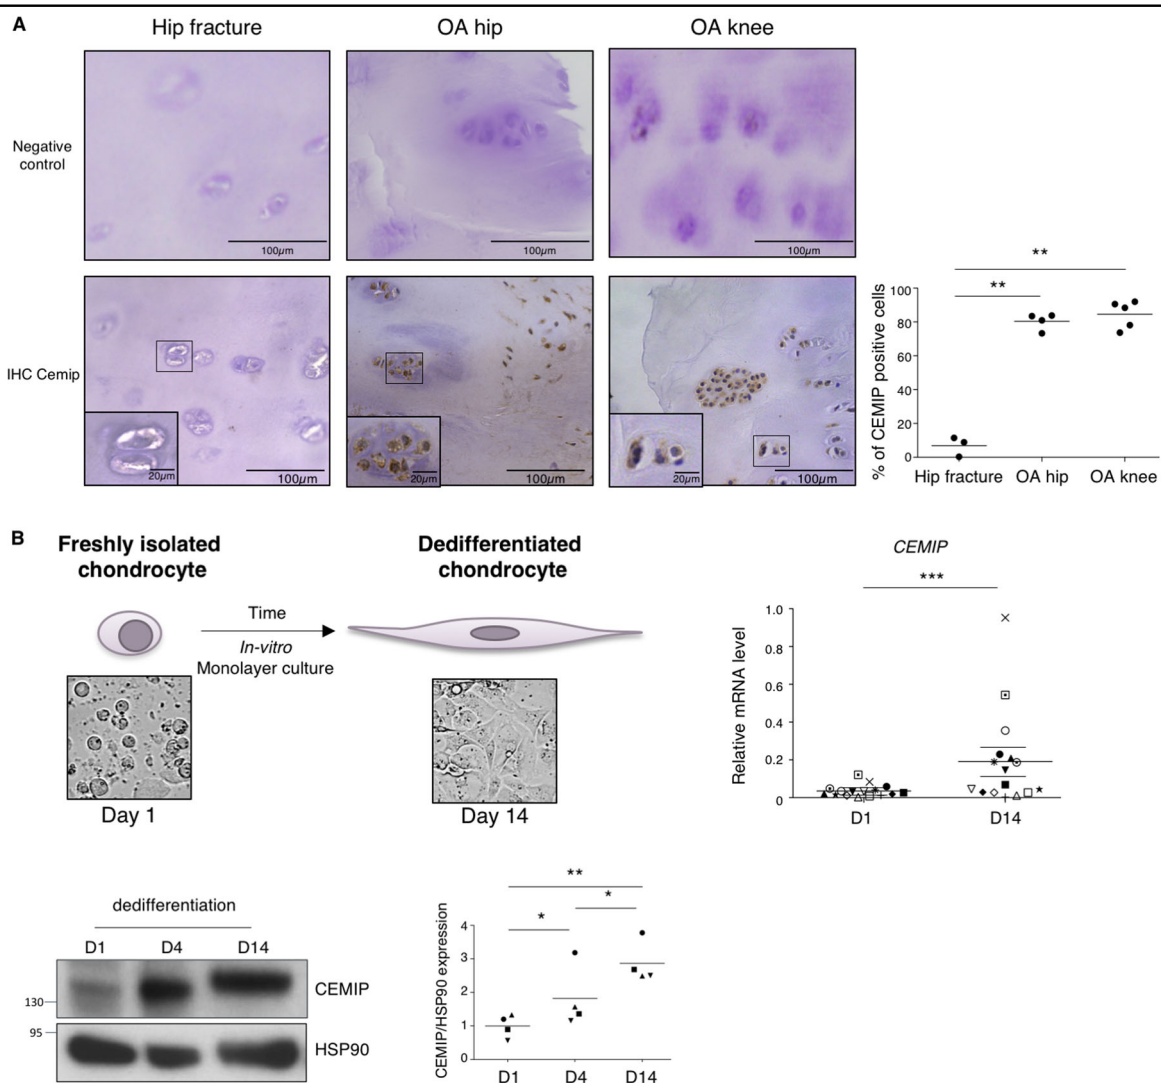 A
Hip fracture
OA hip
OA knee
Negative
control
100µm
100µm
100µm
IHC Cemip
20µm
100µm
20µm
100µm
20µm
100µm
**
**
% of CEMIP positive cells
100
80
60
40
20
0
Hip fracture
OA hip
OA knee
B
Freshly isolated
chondrocyte
Time
In-vitro
Monolayer culture
Dedifferentiated
chondrocyte
Day 1
Day 14
CEMIP
***
Relative mRNA level
1.0
0.8
0.6
0.4
0.2
0
D1
D14
dedifferentiation
D1
D4
D14
CEMIP
130
95
HSP90
**
*
*
CEMIP/HSP90 expression
4
3
2
1
0
D1
D4
D14